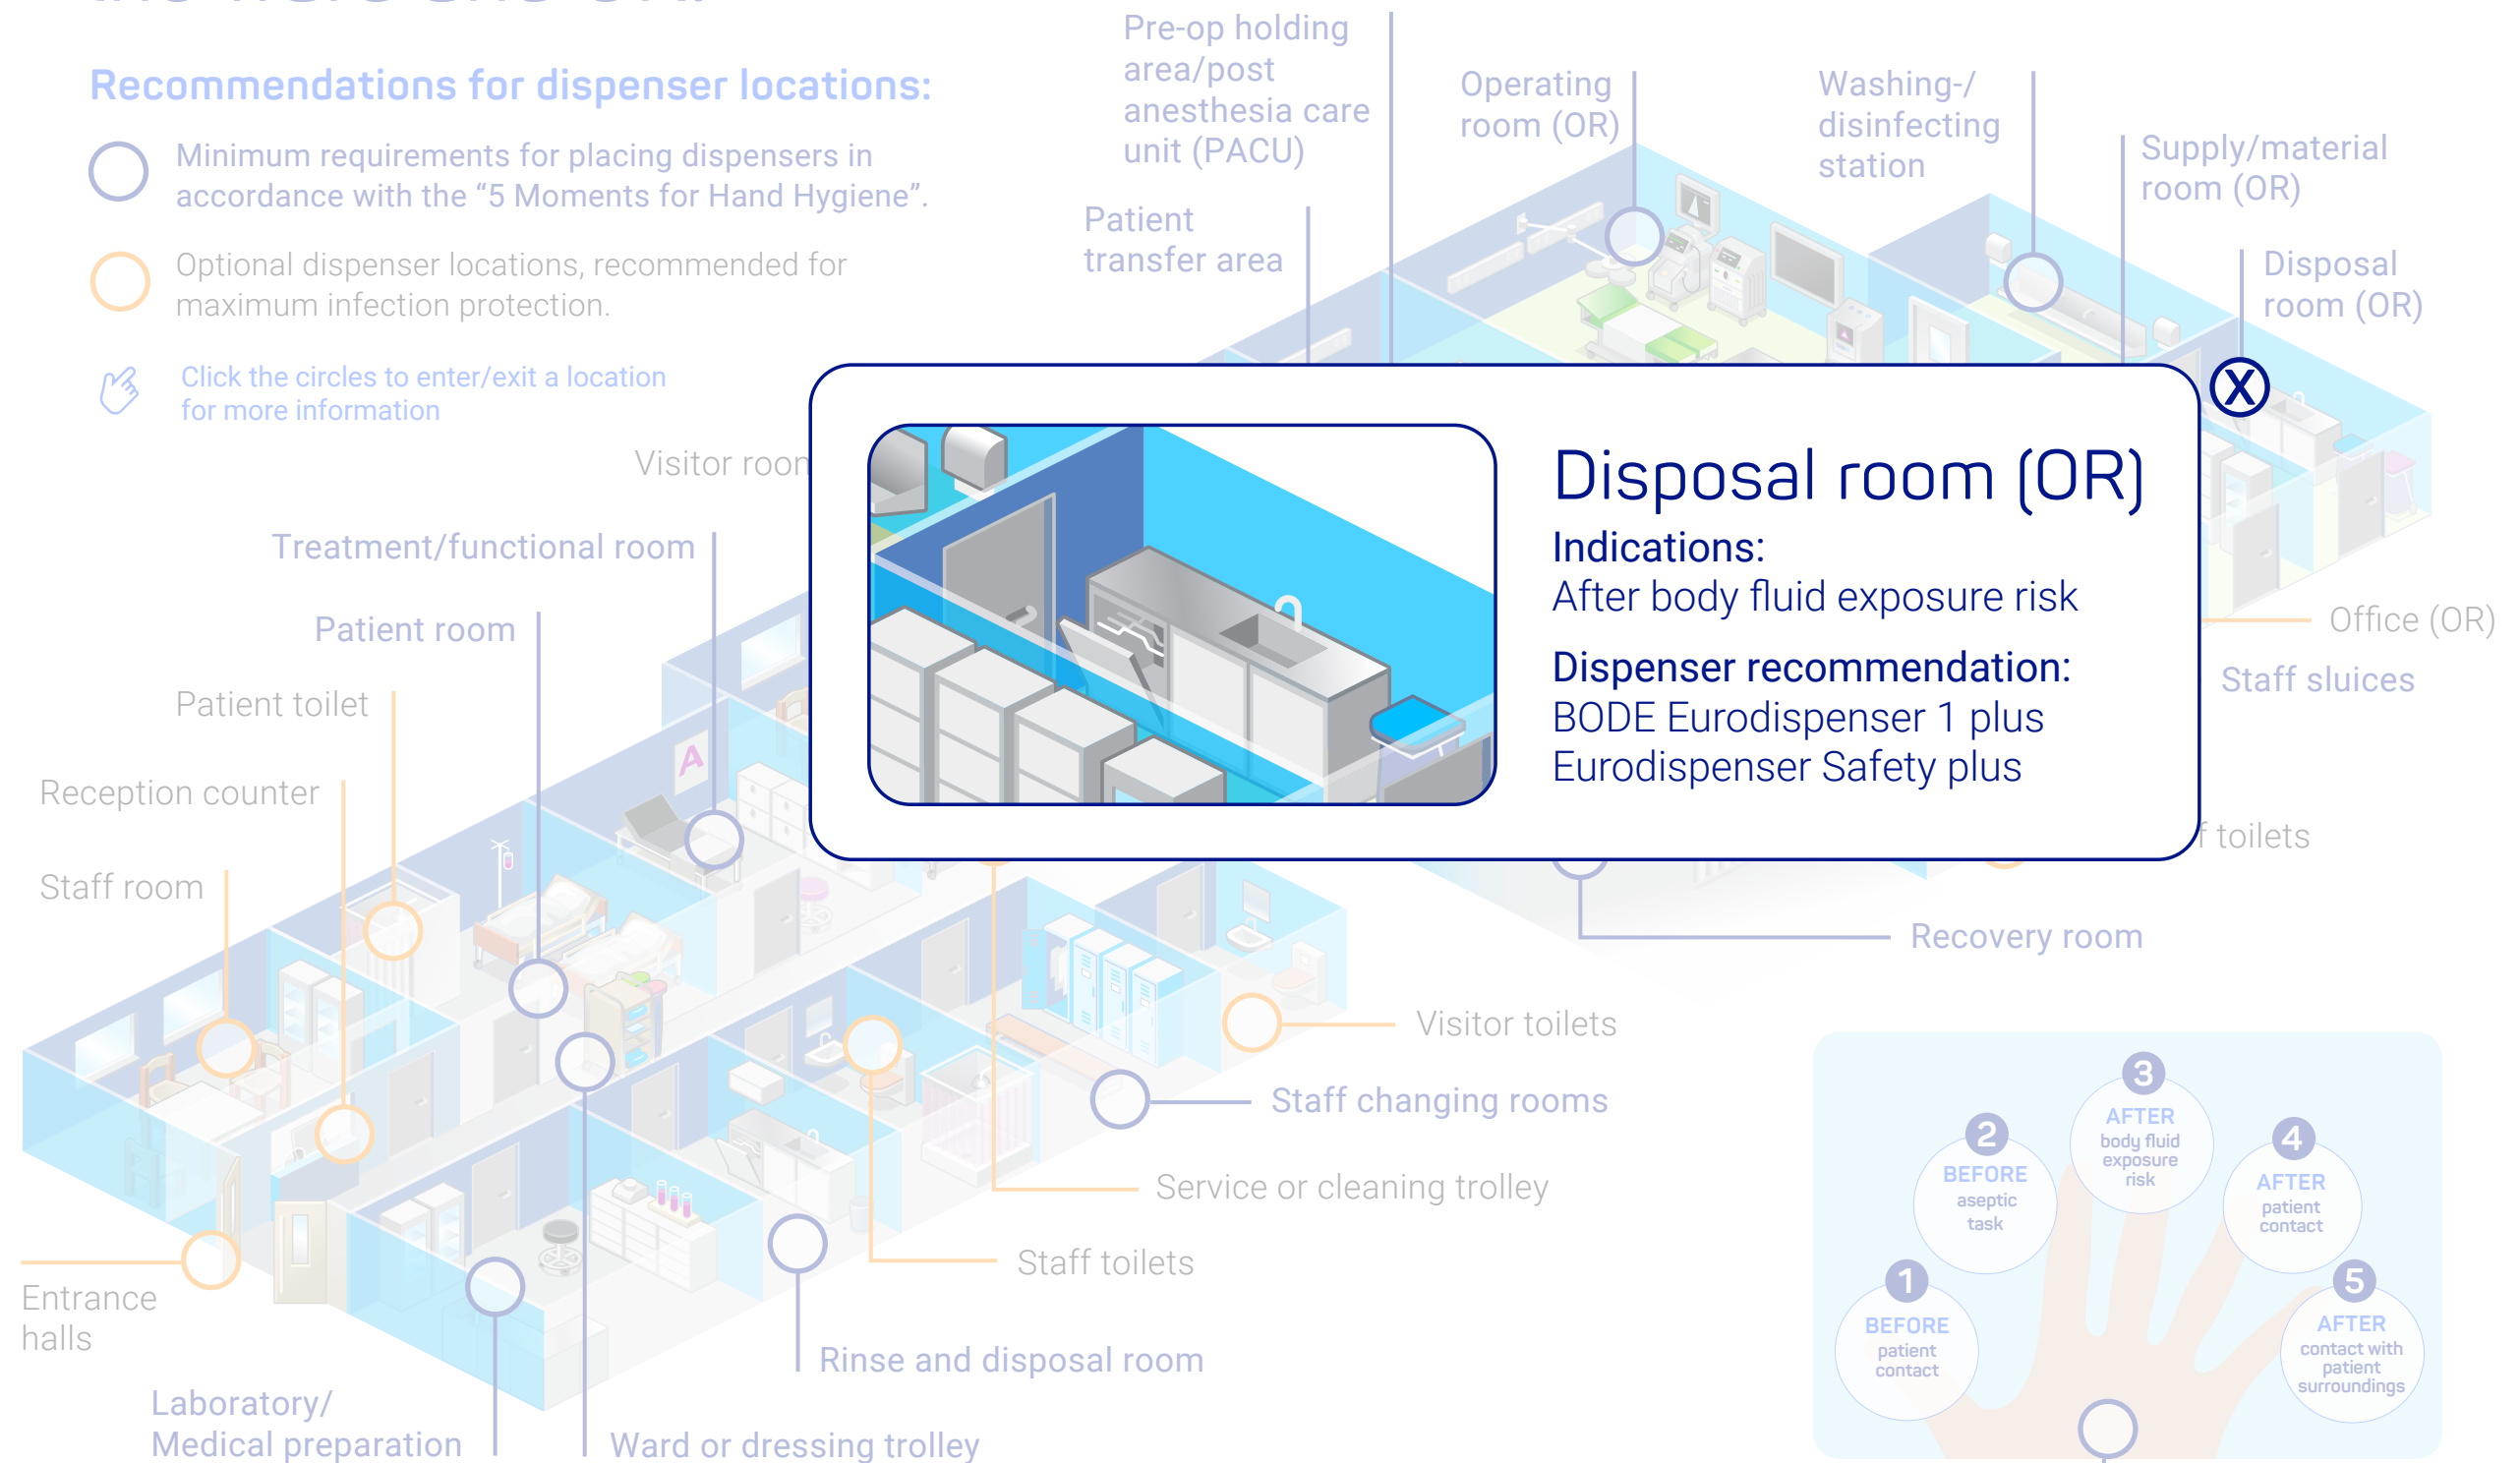 Recommendations for dispenser locations:
Minimum requirements for placing dispensers in
accordance with the “5 Moments for Hand Hygiene”.
Optional dispenser locations, recommended for
maximum infection protection.
Click the circles to enter/exit a location
for more information
Pre-op holding
area/post
anesthesia care
unit (PACU)
Operating
room (OR)
Washing-/
disinfecting
station
Supply/material
room (OR)
Patient
transfer area
Disposal
room (OR)
X
Visitor room
Disposal room (OR)
Indications:
After body fluid exposure risk
Dispenser recommendation:
BODE Eurodispenser 1 plus
Eurodispenser Safety plus
Treatment/functional room
Patient room
Patient toilet
Reception counter
Staff room
A
Office (OR)
Staff sluices
toilets
Recovery room
Visitor toilets
Staff changing rooms
Service or cleaning trolley
Staff toilets
Entrance
halls
Rinse and disposal room
Laboratory/
Medical preparation
Ward or dressing trolley
1
BEFORE
patient
contact
2
BEFORE
aseptic
task
3
AFTER
body fluid
exposure
risk
4
AFTER
patient
contact
5
AFTER
contact with
patient
surroundings